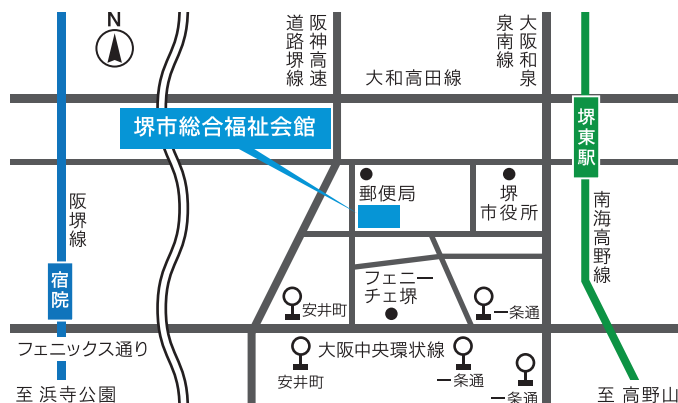 N
阪神高速
道路堺線
大和高田線
大阪和泉
泉南線
堺市総合福祉会館
堺東駅
郵便局
堺
市役所
阪堺線
南海高野線
宿院
フェニー
チェ堺
安井町
一条通
フェニックス通り
大阪中央環状線
安井町
一条通
一条通
至 浜寺公園
至 高野山